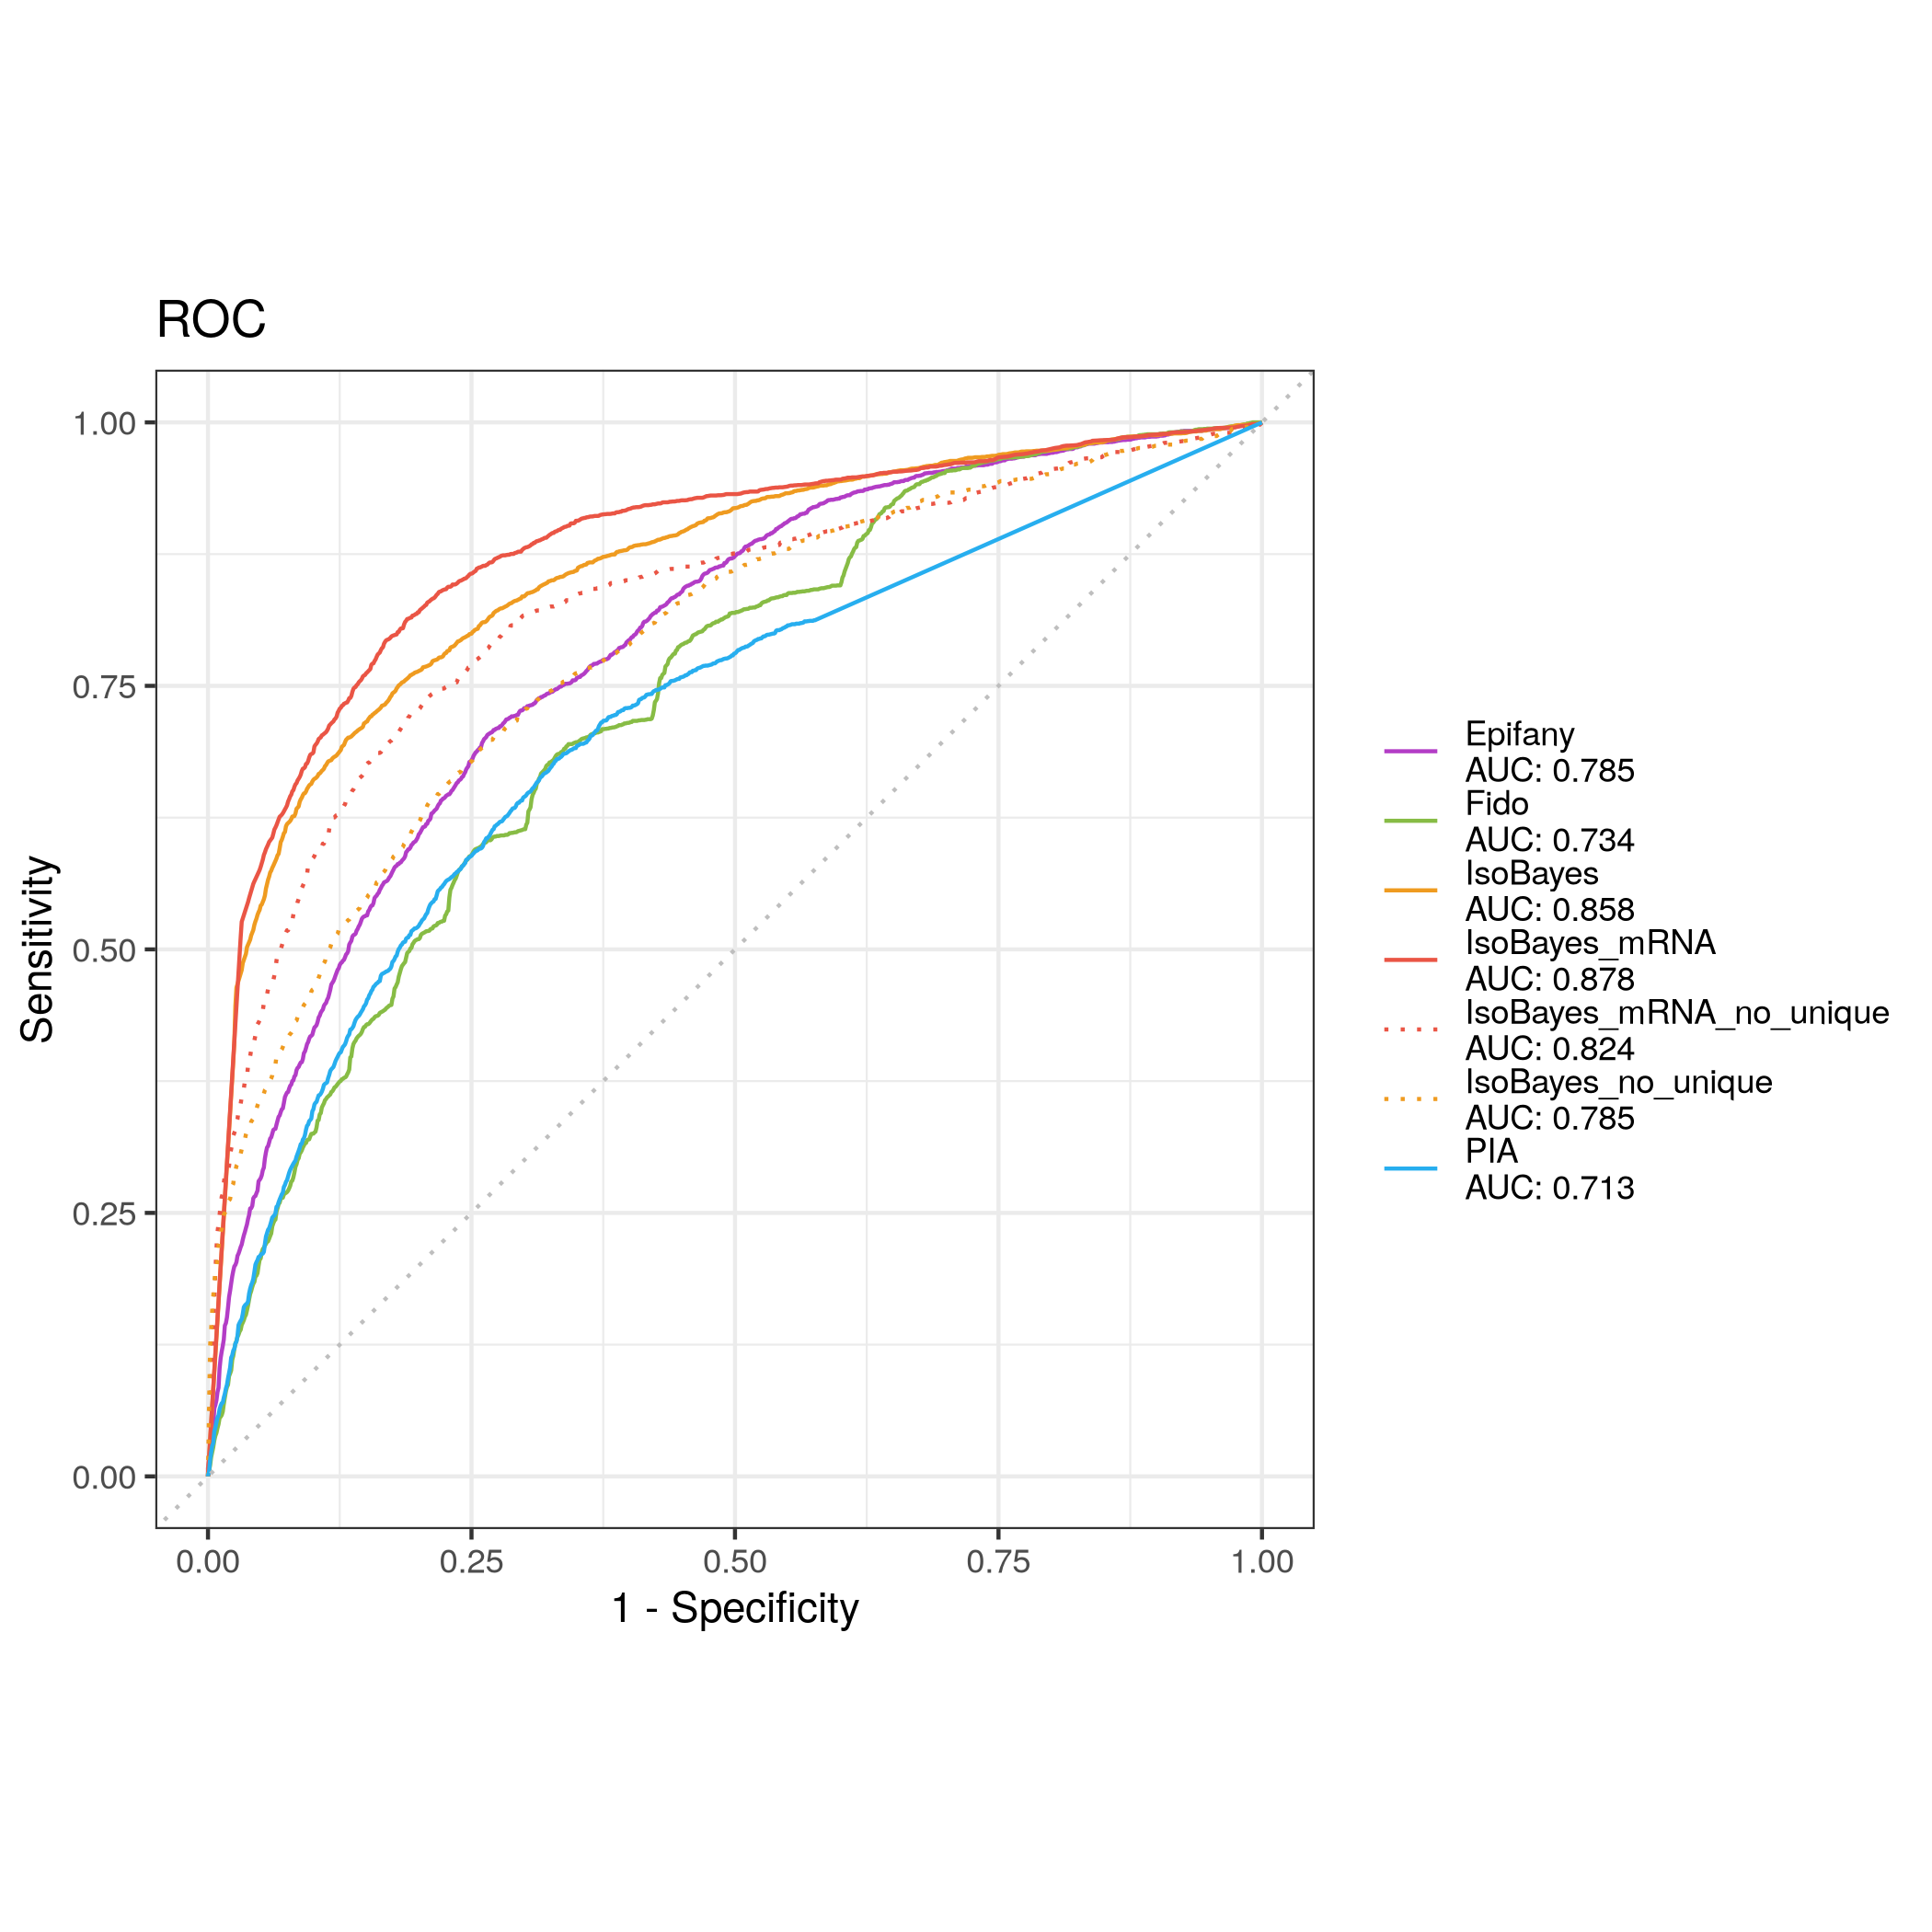 ROC
1.00
0.75
0.50
0.25
0.00
Sensitivity
0.00 0.25 0.50 0.75 1.00
1 - Specificity
Epifany
AUC: 0.785
Fido
AUC: 0.734
IsoBayes
AUC: 0.858
IsoBayes_mRNA
AUC: 0.878
IsoBayes_mRNA_no_unique
AUC: 0.824
IsoBayes_no_unique
AUC: 0.785
PIA
AUC: 0.713